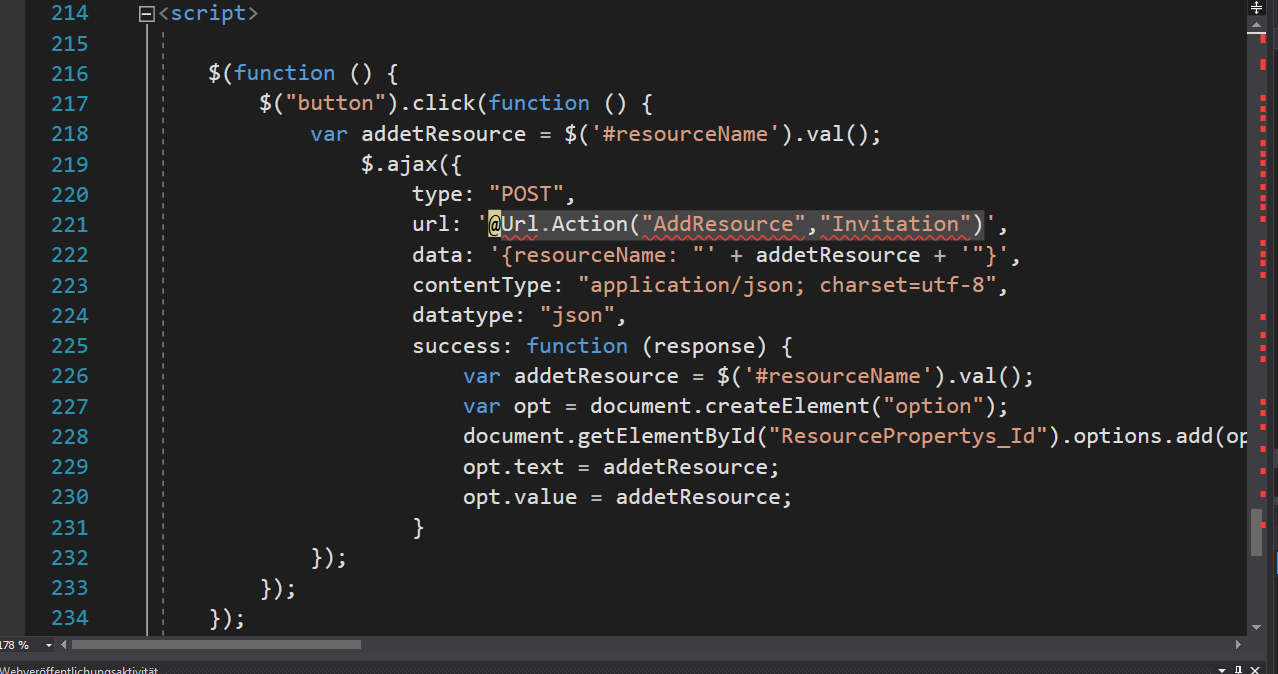 214 <script>
215
216 $(function () {
217 $("button").click(function () {
218 var addetResource = $('#resourceName').val();
219 $.ajax({
220 type: "POST",
221 url: '@Url.Action("AddResource","Invitation")',
222 data: '{resourceName: "' + addetResource + '"}',
223 contentType: "application/json; charset=utf-8",
224 datatype: "json",
225 success: function (response) {
226 var addetResource = $('#resourceName').val();
227 var opt = document.createElement("option");
228 document.getElementById("ResourcePropertys_Id").options.add(op
229 opt.text = addetResource;
230 opt.value = addetResource;
231 }
232 });
233 });
234 });
178 %
Webveröffentlichungsaktivität